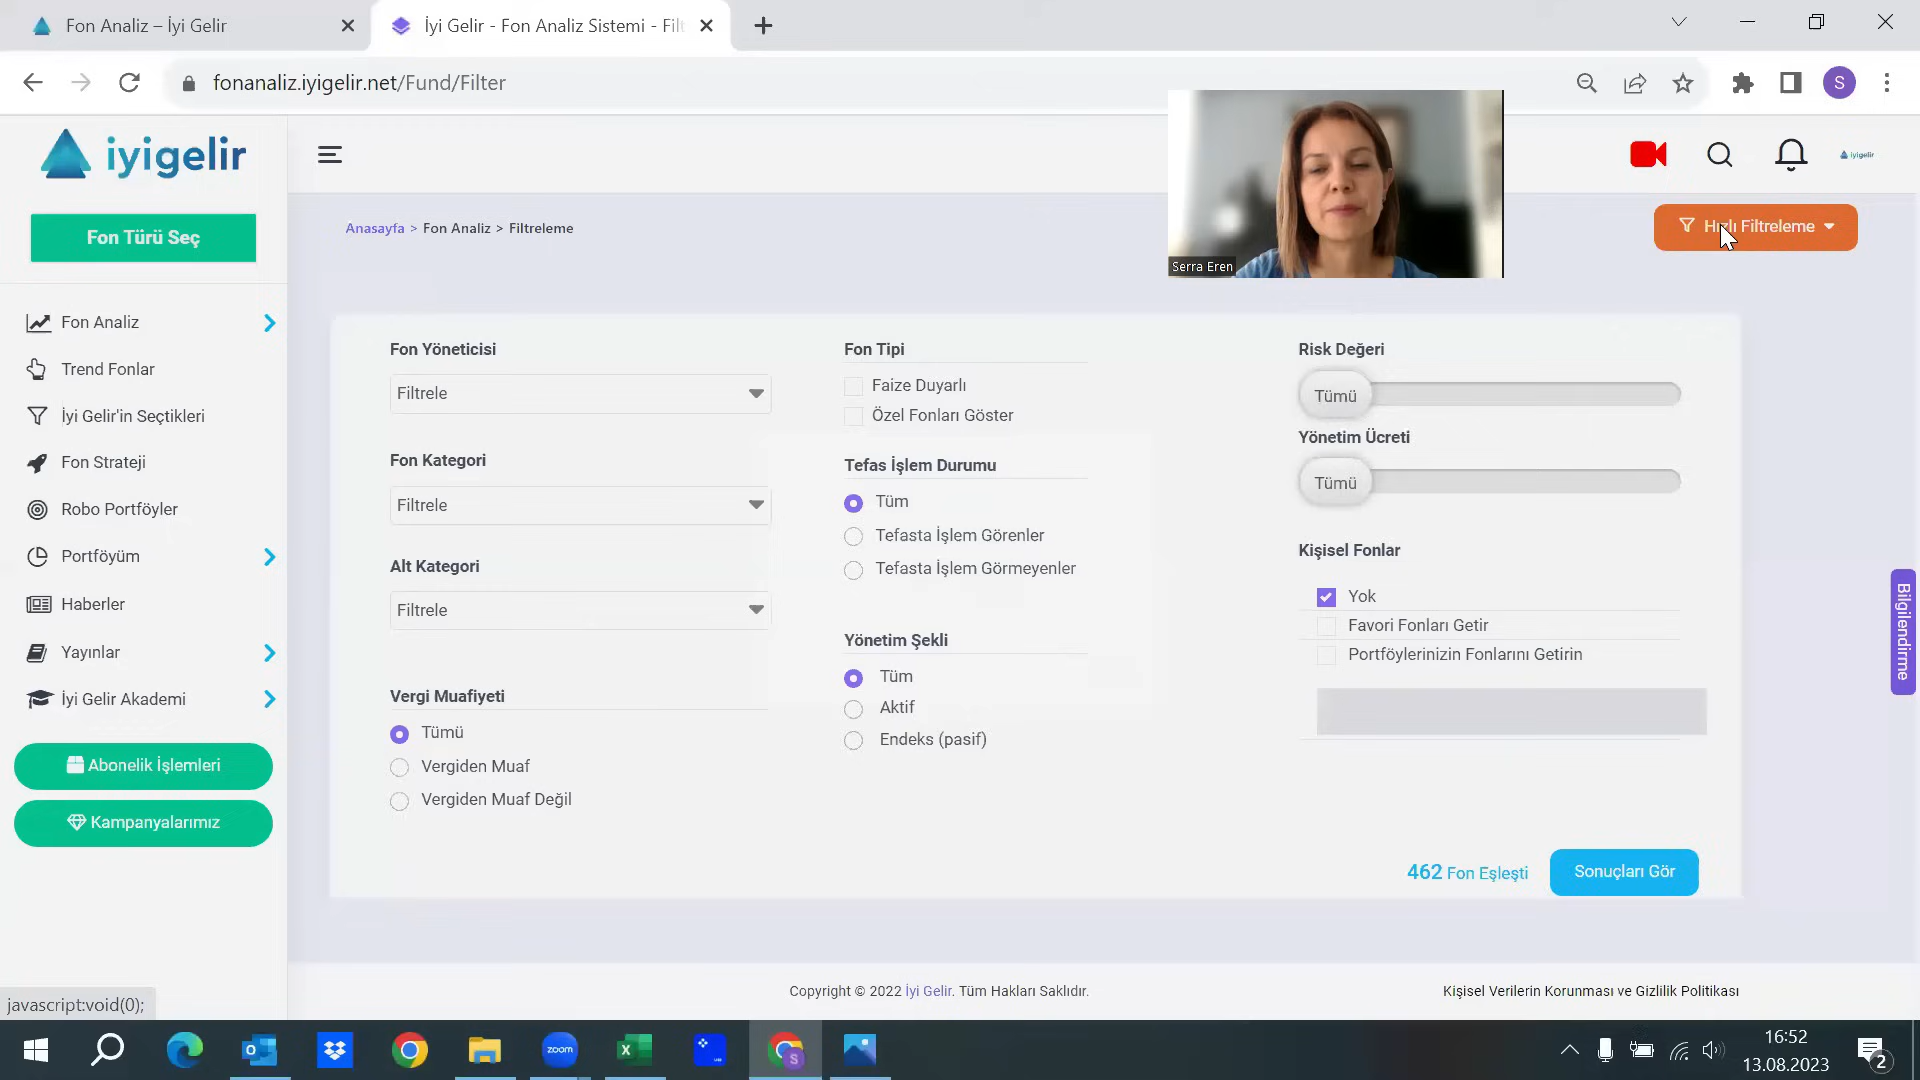 Fon Analiz – İyi Gelir
İyi Gelir - Fon Analiz Sistemi - Filt
fonanaliz.iyigelir.net/Fund/Filter
S
iyigelir
iyigelir
Serra Eren
Fon Türü Seç
Anasayfa > Fon Analiz > Filtreleme
Hızlı Filtreleme
Fon Analiz
Trend Fonlar
İyi Gelir'in Seçtikleri
Fon Strateji
Robo Portföyler
Portföyüm
Haberler
Yayınlar
İyi Gelir Akademi
Abonelik İşlemleri
Kampanyalarımız
Fon Yöneticisi
Filtrele
Fon Kategori
Filtrele
Alt Kategori
Filtrele
Vergi Muafiyeti
Tümü
Vergiden Muaf
Vergiden Muaf Değil
Fon Tipi
Faize Duyarlı
Özel Fonları Göster
Tefas İşlem Durumu
Tüm
Tefasta İşlem Görenler
Tefasta İşlem Görmeyenler
Yönetim Şekli
Tüm
Aktif
Endeks (pasif)
Risk Değeri
Tümü
Yönetim Ücreti
Tümü
Kişisel Fonlar
Yok
Favori Fonları Getir
Portföylerinizin Fonlarını Getirin
462 Fon Eşleşti
Sonuçları Gör
Bilgilendirme
Copyright © 2022 İyi Gelir. Tüm Hakları Saklıdır.
Kişisel Verilerin Korunması ve Gizlilik Politikası
javascript:void(0);
zoom
S
16:52
13.08.2023
2